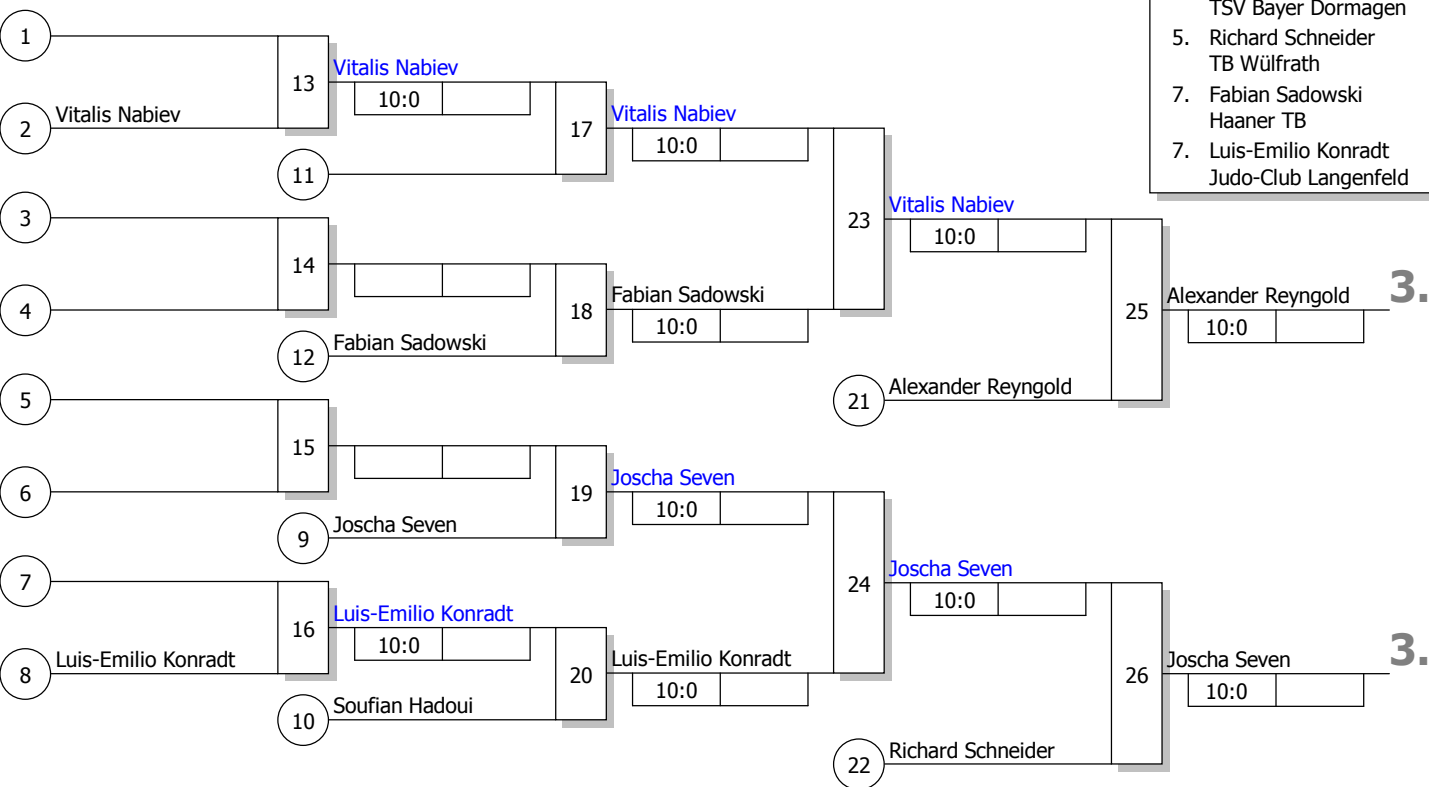 TSV Bayer Dormagen
5. Richard Schneider
TB Wülfrath
7. Fabian Sadowski
Haaner TB
7. Luis-Emilio Konradt
Judo-Club Langenfeld
1
13
Vitalis Nabiev
10:0
2
Vitalis Nabiev
17
Vitalis Nabiev
10:0
11
3
23
Vitalis Nabiev
10:0
14
4
18
Fabian Sadowski
10:0
12
Fabian Sadowski
25
Alexander Reyngold
3.
10:0
5
21
Alexander Reyngold
15
6
19
Joscha Seven
10:0
9
Joscha Seven
7
24
Joscha Seven
10:0
16
Luis-Emilio Konradt
10:0
8
Luis-Emilio Konradt
20
Luis-Emilio Konradt
10:0
10
Soufian Hadoui
26
Joscha Seven
3.
10:0
22
Richard Schneider